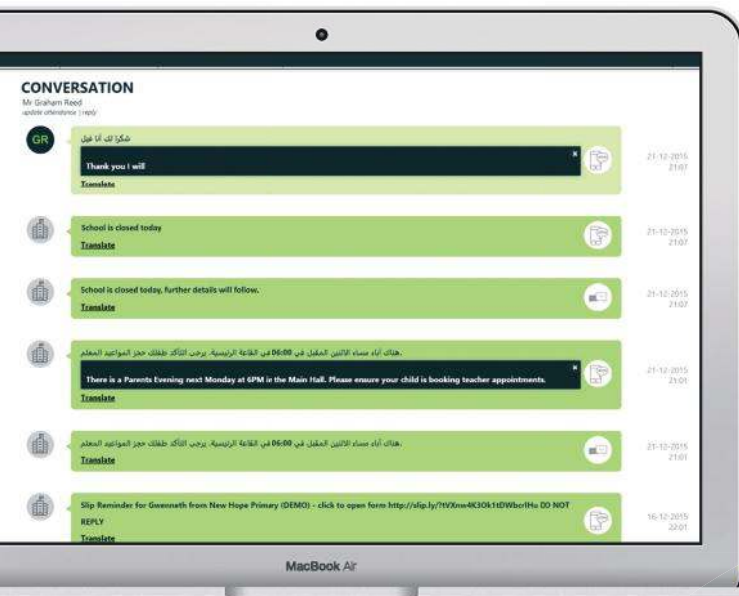 CONVERSATION
Mr Graham Reed
update attendance | reply
GR
شكرا لك أنا
Thank you I will
×
Translate
21-12-2015
21:07
School is closed today
Translate
21-12-2015
21:07
School is closed today, further details will follow.
Translate
21-12-2015
21:07
هناك آباء مساء الاثنين المقبل في 06:00 في القاعة الرئيسية. يرجى التأكد طفلك حجز المواعيد المعلم.
×
There is a Parents Evening next Monday at 6PM in the Main Hall. Please ensure your child is booking teacher appointments.
Translate
21-12-2015
21:01
هناك آباء مساء الاثنين المقبل في 06:00 في القاعة الرئيسية. يرجى التأكد طفلك حجز المواعيد المعلم.
Translate
21-12-2015
21:01
Slip Reminder for Gwenneth from New Hope Primary (DEMO) - click to open form DO NOT
REPLY
Translate
16-12-2015
22:01
MacBook Air